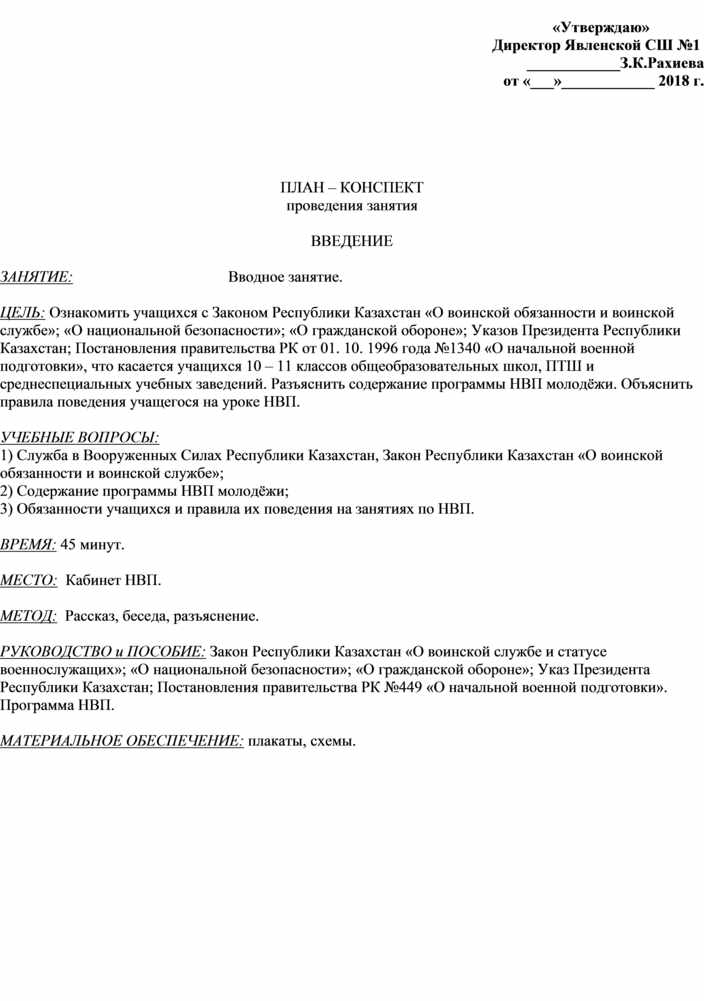 «Утверждаю»
Директор Явленской СШ №1
_____________З.К.Рахиева
от «___»____________ 2018 г.
ПЛАН – КОНСПЕКТ
проведения занятия
ВВЕДЕНИЕ
ЗАНЯТИЕ: Вводное занятие.
ЦЕЛЬ: Ознакомить учащихся с Законом Республики Казахстан «О воинской обязанности и воинской
службе»; «О национальной безопасности»; «О гражданской обороне»; Указов Президента Республики
Казахстан; Постановления правительства РК от 01. 10. 1996 года №1340 «О начальной военной
подготовки», что касается учащихся 10 – 11 классов общеобразовательных школ, ПТШ и
среднеспециальных учебных заведений. Разъяснить содержание программы НВП молодёжи. Объяснить
правила поведения учащегося на уроке НВП.
УЧЕБНЫЕ ВОПРОСЫ:
1) Служба в Вооруженных Силах Республики Казахстан, Закон Республики Казахстан «О воинской
обязанности и воинской службе»;
2) Содержание программы НВП молодёжи;
3) Обязанности учащихся и правила их поведения на занятиях по НВП.
ВРЕМЯ: 45 минут.
МЕСТО: Кабинет НВП.
МЕТОД: Рассказ, беседа, разъяснение.
РУКОВОДСТВО и ПОСОБИЕ: Закон Республики Казахстан «О воинской службе и статусе
военнослужащих»; «О национальной безопасности»; «О гражданской обороне»; Указ Президента
Республики Казахстан; Постановления правительства РК №449 «О начальной военной подготовки».
Программа НВП.
МАТЕРИАЛЬНОЕ ОБЕСПЕЧЕНИЕ: плакаты, схемы.